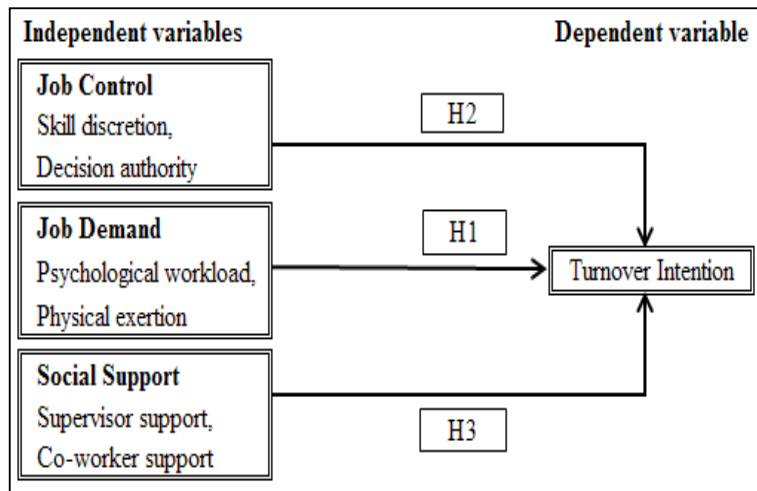 Independent variables
Dependent variable
Job Control
Skill discretion,
Decision authority
H2
Job Demand
Psychological workload,
Physical exertion
H1
Turnover Intention
Social Support
Supervisor support,
Co-worker support
H3